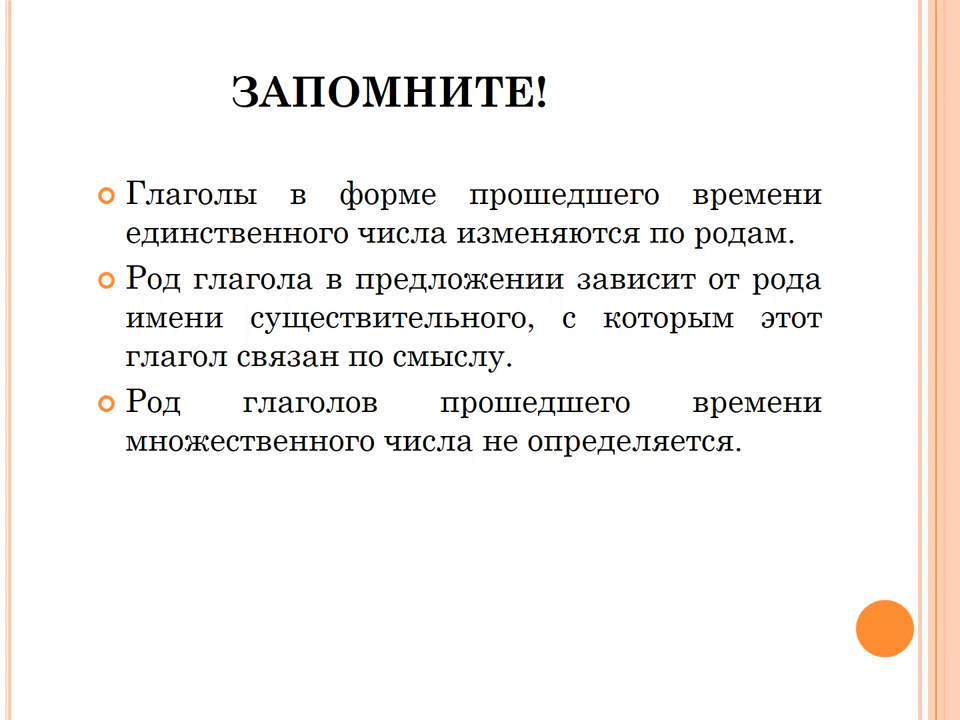 ЗАПОМНИТЕ!
Глаголы в форме прошедшего времени
единственного числа изменяются по родам.
Род глагола в предложении зависит от рода
имени существительного, с которым этот
глагол связан по смыслу.
Род глаголов прошедшего времени
множественного числа не определяется.